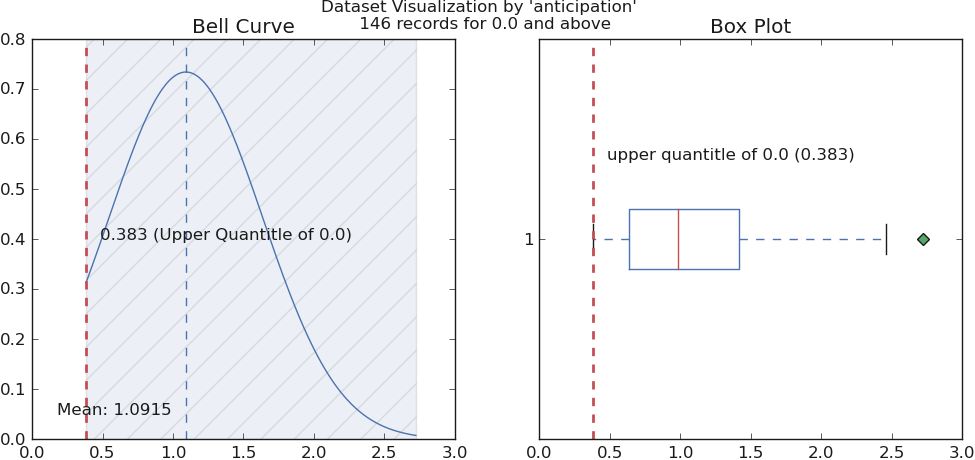 Dataset Visualization by 'anticipation'
146 records for 0.0 and above
Bell Curve
0.8
0.7
0.6
0.5
0.4
0.3
0.2
0.1
0.0
0.383 (Upper Quantitle of 0.0)
Mean: 1.0915
0.0 0.5 1.0 1.5 2.0 2.5 3.0
Box Plot
upper quantitle of 0.0 (0.383)
1
0.0 0.5 1.0 1.5 2.0 2.5 3.0